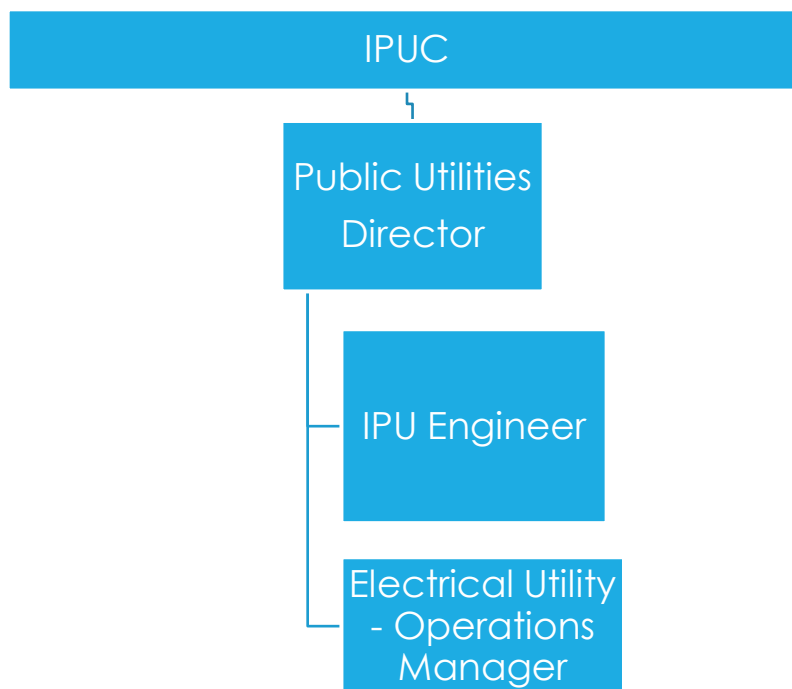 IPUC
Public Utilities
Director
IPU Engineer
Electrical Utility
- Operations
Manager